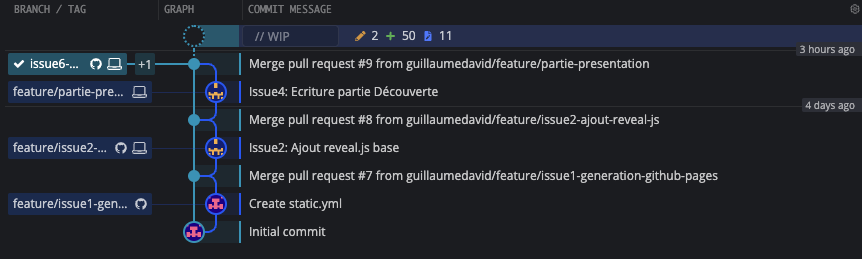 BRANCH / TAG GRAPH COMMIT MESSAGE
// WIP 2 50 11
3 hours ago
issue6-... +1 Merge pull request #9 from guillaumedavid/feature/partie-presentation
feature/partie-pre... Issue4: Ecriture partie Découverte
4 days ago
Merge pull request #8 from guillaumedavid/feature/issue2-ajout-reveal-js
feature/issue2-... Issue2: Ajout reveal.js base
Merge pull request #7 from guillaumedavid/feature/issue1-generation-github-pages
feature/issue1-gen... Create static.yml
Initial commit